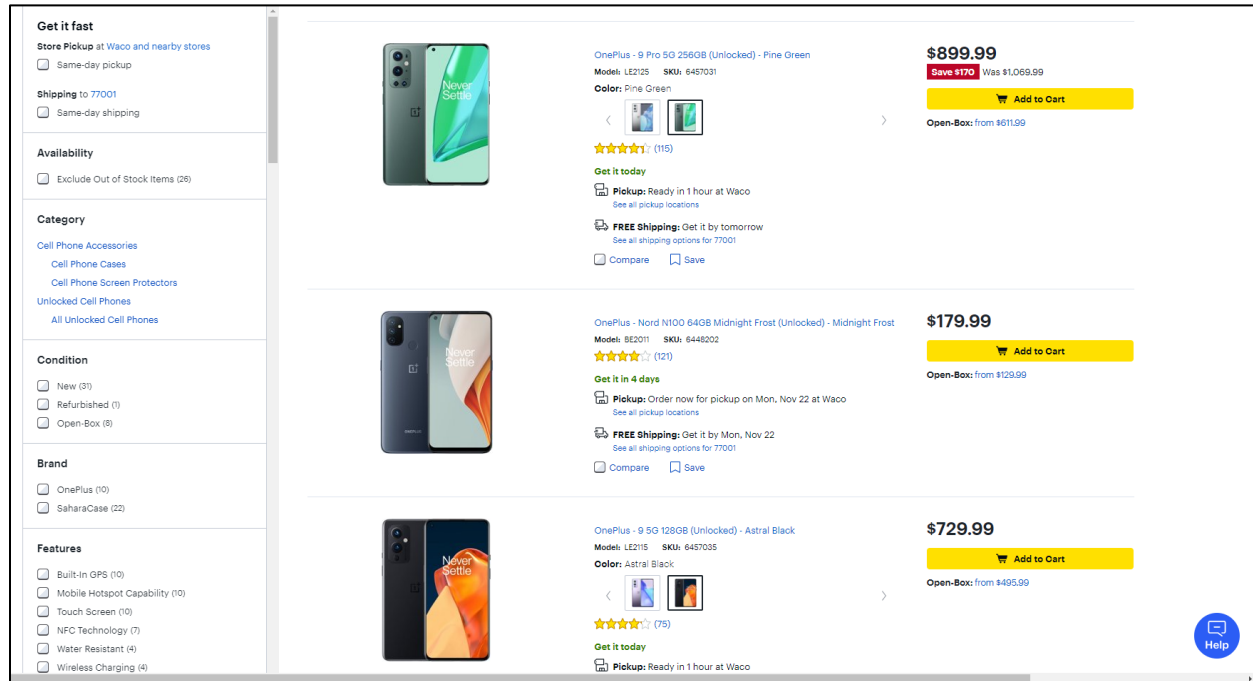 Get it fast
Store Pickup at Waco and nearby stores
Same-day pickup
Shipping to 77001
Same-day shipping
Availability
Exclude Out of Stock Items (26)
Category
Cell Phone Accessories
Cell Phone Cases
Cell Phone Screen Protectors
Unlocked Cell Phones
All Unlocked Cell Phones
Condition
New (31)
Refurbished (1)
Open-Box (8)
Brand
OnePlus (10)
SaharaCase (22)
Features
Built-In GPS (10)
Mobile Hotspot Capability (10)
Touch Screen (10)
NFC Technology (7)
Water Resistant (4)
Wireless Charging (4)
Never
Settle
OnePlus - 9 Pro 5G 256GB (Unlocked) - Pine Green
Model: LE2125 SKU: 6457031
Color: Pine Green
(115)
Get it today
Pickup: Ready in 1 hour at Waco
See all pickup locations
FREE Shipping: Get it by tomorrow
See all shipping options for 77001
Compare Save
$899.99
Save $170 Was $1,069.99
Add to Cart
Open-Box: from $611.99
Never
Settle
ONEPLUS
OnePlus - Nord N100 64GB Midnight Frost (Unlocked) - Midnight Frost
Model: BE2011 SKU: 6448202
(121)
Get it in 4 days
Pickup: Order now for pickup on Mon, Nov 22 at Waco
See all pickup locations
FREE Shipping: Get it by Mon, Nov 22
See all shipping options for 77001
Compare Save
$179.99
Add to Cart
Open-Box: from $129.99
Never
Settle
OnePlus - 9 5G 128GB (Unlocked) - Astral Black
Model: LE2115 SKU: 6457035
Color: Astral Black
(75)
Get it today
Pickup: Ready in 1 hour at Waco
$729.99
Add to Cart
Open-Box: from $495.99
Help